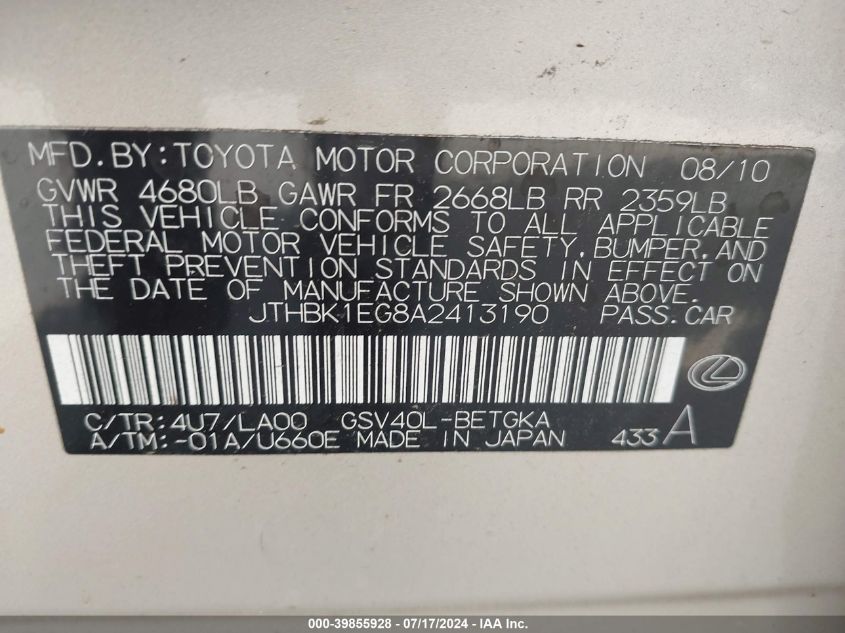 MFD.BY:TOYOTA MOTOR CORPORATION 08/10
GVWR 4680LB GAWR FR 2668LB RR 2359LB
THIS VEHICLE CONFORMS TO ALL APPLICABLE
FEDERAL MOTOR VEHICLE SAFETY,BUMPER,AND
THEFT PREVENTION STANDARDS IN EFFECT ON
THE DATE OF MANUFACTURE SHOWN ABOVE.
JTHBK1EG8A2413190 PASS.CAR
C/TR:4U7/LA00 GSV40L-BETGKA
A/TM:-01A/U660E MADE IN JAPAN 433 A
000-39855928 - 07/17/2024 - IAA, Inc.